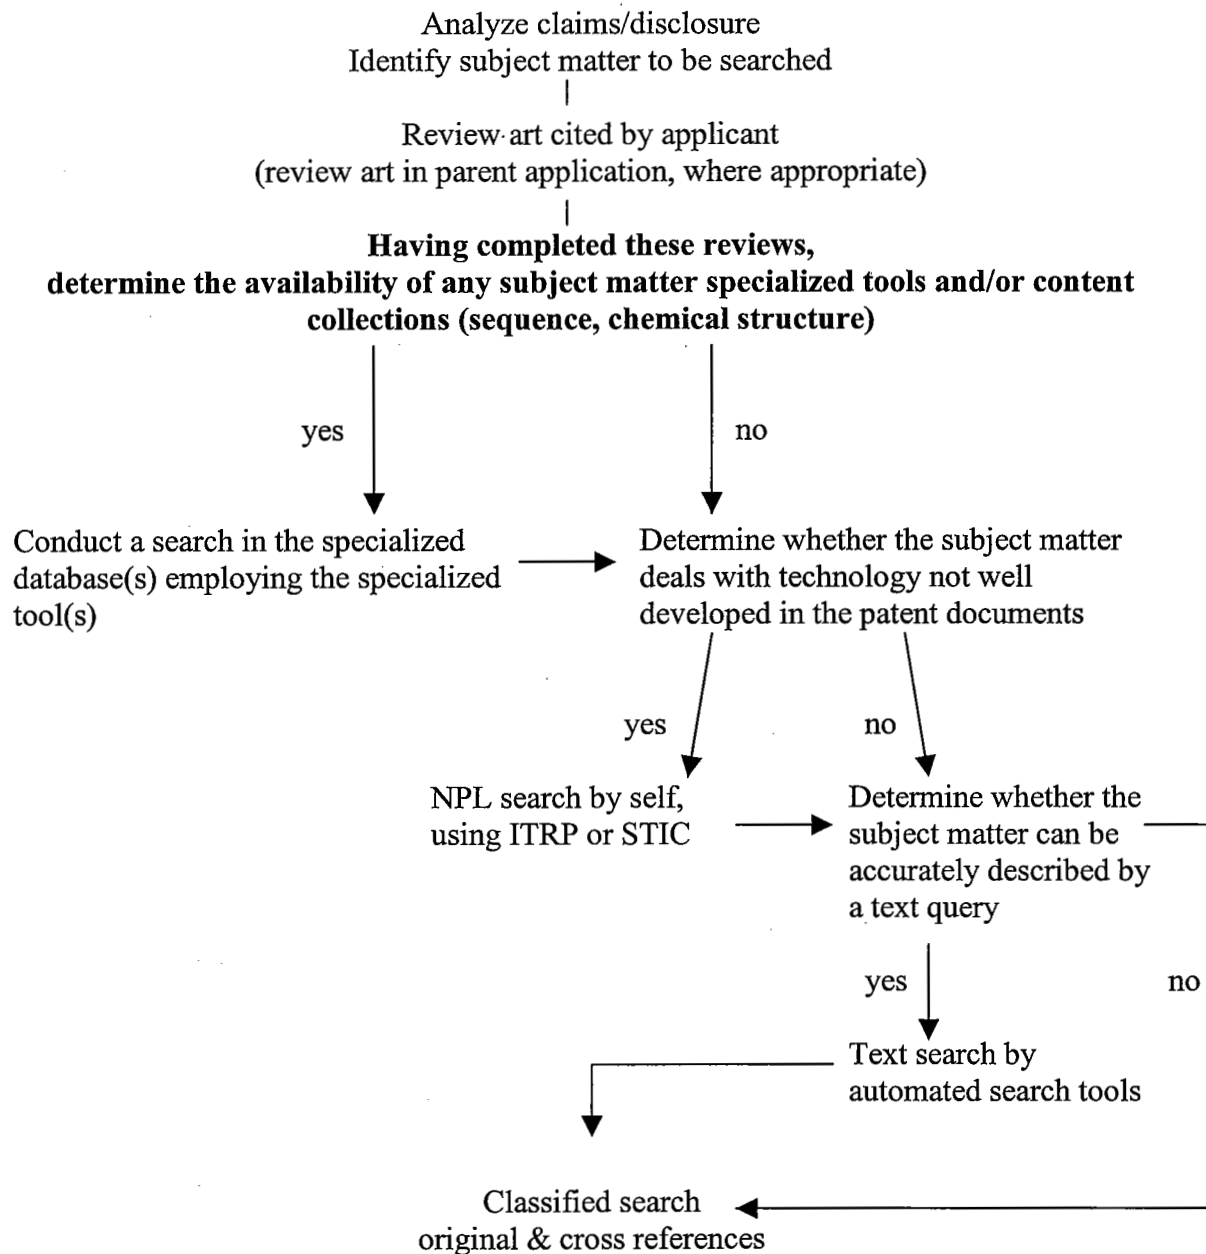 Analyze claims/disclosure
Identify subject matter to be searched
Review art cited by applicant
(review art in parent application, where appropriate)
Having completed these reviews,
determine the availability of any subject matter specialized tools and/or content
collections (sequence, chemical structure)
yes
no
Conduct a search in the specialized
database(s) employing the specialized
tool(s)
Determine whether the subject matter
deals with technology not well
developed in the patent documents
yes
no
NPL search by self,
using ITRP or STIC
Determine whether the
subject matter can be
accurately described by
a text query
yes
no
Text search by
automated search tools
Classified search
original & cross references